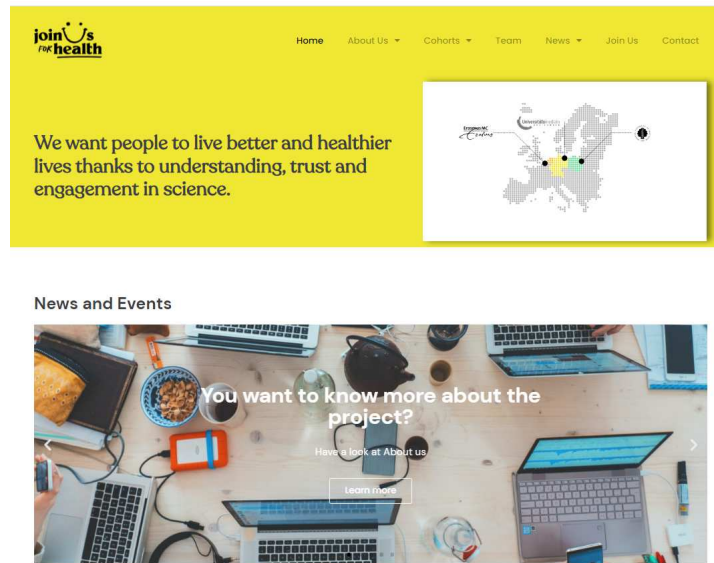 join Us
FOR health
Home About Us Cohorts Team News Join Us Contact
Erasmus MC
Erasmus
Universitätsmedizin
We want people to live better and healthier
lives thanks to understanding, trust and
engagement in science.
News and Events
You want to know more about the
project?
Have a look at About us
Learn more